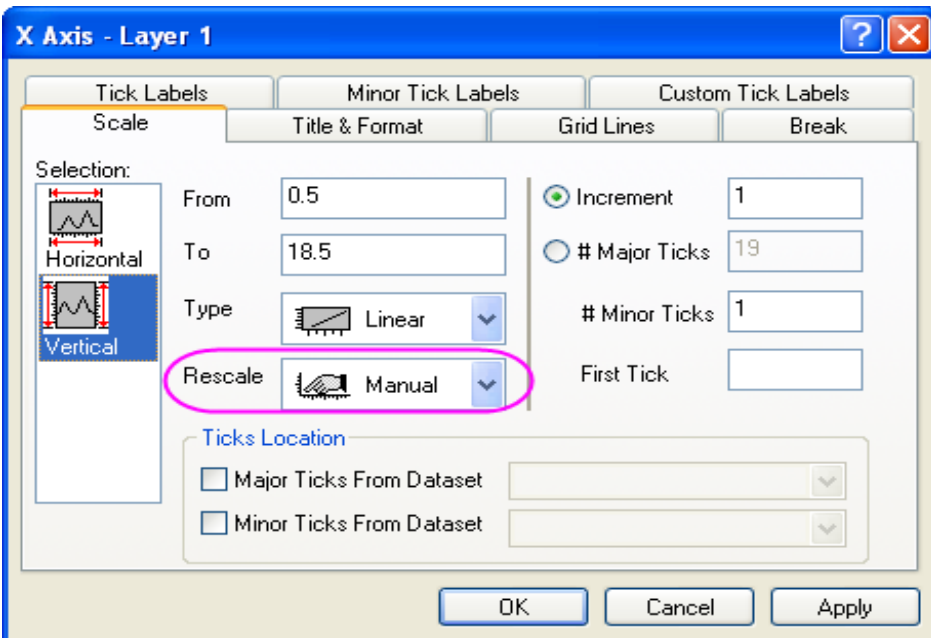 X Axis - Layer 1
Tick Labels Minor Tick Labels Custom Tick Labels
Scale Title & Format Grid Lines Break
Selection:
Horizontal
Vertical
From 0.5
To 18.5
Type Linear
Rescale Manual
Increment 1
# Major Ticks 19
# Minor Ticks 1
First Tick
Ticks Location
Major Ticks From Dataset
Minor Ticks From Dataset
OK Cancel Apply